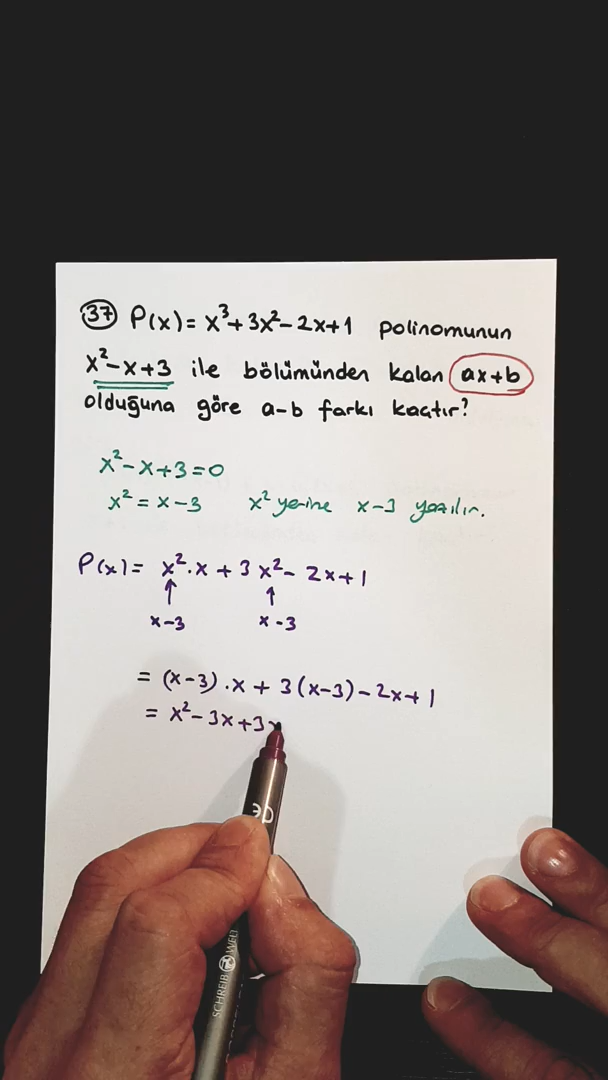 37 P(x) = x³+3x²-2x+1 polinomunun
x²-x+3 ile bölümünden kalan ax+b
olduğuna göre a-b farkı kaçtır?
x²-x+3=0
x² = x-3 x² yerine x-3 yazılır.
P(x) = x².x + 3x² - 2x+1
↑ ↑
x-3 x-3
= (x-3).x + 3(x-3)-2x+1
= x²-3x+3x
SCHREIB WELT